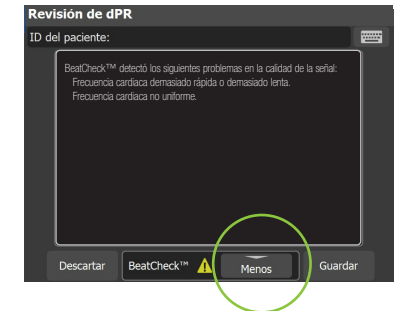 Revisión de dPR
ID del paciente:
BeatCheck™ detectó los siguientes problemas en la calidad de la señal:
Frecuencia cardiaca demasiado rápida o demasiado lenta.
Frecuencia cardiaca no uniforme.
Descartar BeatCheck™ Menos Guardar